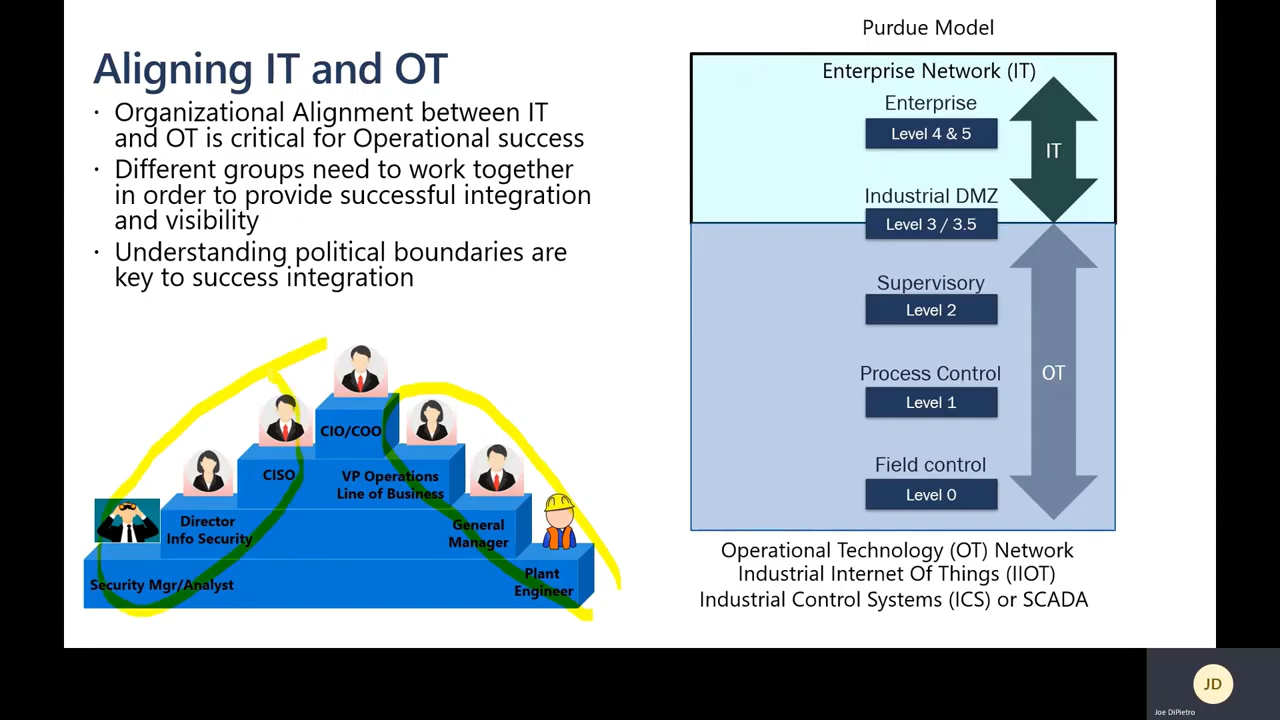 Aligning IT and OT
· Organizational Alignment between IT
and OT is critical for Operational success
· Different groups need to work together
in order to provide successful integration
and visibility
· Understanding political boundaries are
key to success integration
CIO/COO
CISO
VP Operations
Line of Business
Director
Info Security
General
Manager
Security Mgr/Analyst
Plant
Engineer
Purdue Model
Enterprise Network (IT)
Enterprise
Level 4 & 5
IT
Industrial DMZ
Level 3 / 3.5
Supervisory
Level 2
Process Control
Level 1
OT
Field control
Level 0
Operational Technology (OT) Network
Industrial Internet Of Things (IIOT)
Industrial Control Systems (ICS) or SCADA
JD
Joe DiPietro